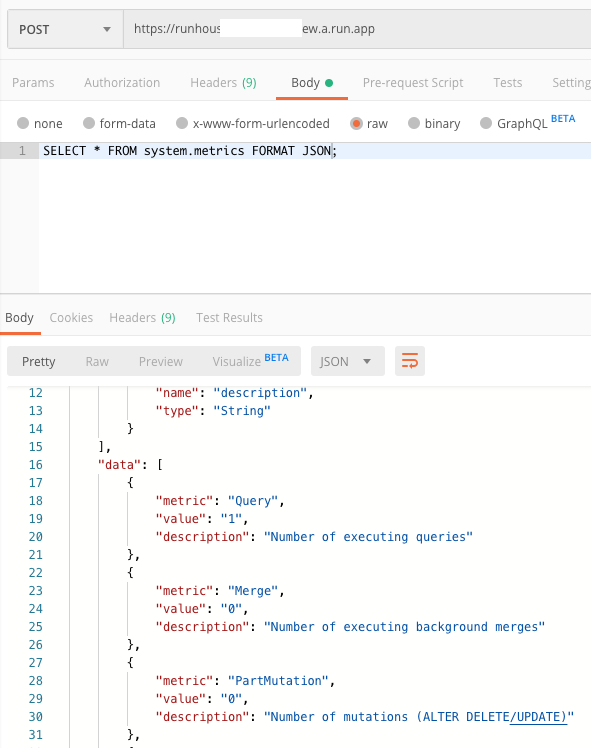 POST https://runhous ew.a.run.app
Params Authorization Headers (9) Body Pre-request Script Tests Setting
none form-data x-www-form-urlencoded raw binary GraphQL BETA
1 SELECT * FROM system.metrics FORMAT JSON;
Body Cookies Headers (9) Test Results
Pretty Raw Preview Visualize BETA JSON
12 "name": "description",
13 "type": "String"
14 }
15 ],
16 "data": [
17 {
18 "metric": "Query",
19 "value": "1",
20 "description": "Number of executing queries"
21 },
22 {
23 "metric": "Merge",
24 "value": "0",
25 "description": "Number of executing background merges"
26 },
27 {
28 "metric": "PartMutation",
29 "value": "0",
30 "description": "Number of mutations (ALTER DELETE/UPDATE)"
31 },